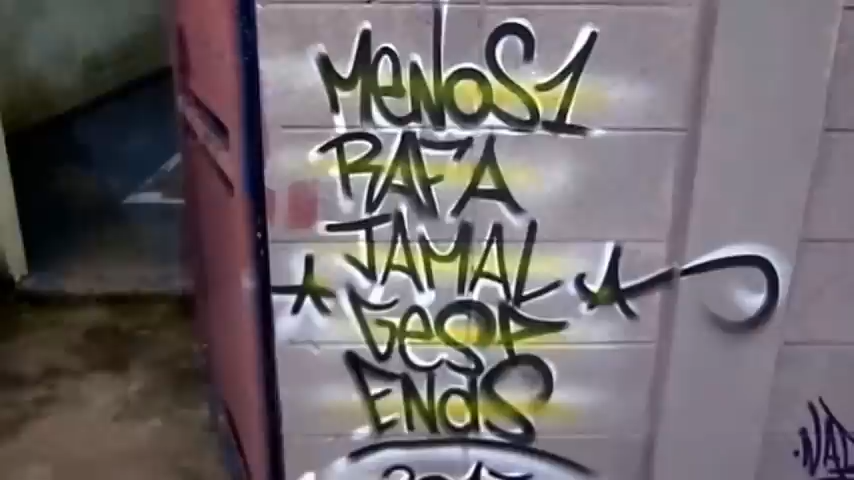 MeNOS1
RAFA
JAMAL
GeSP
ENdS